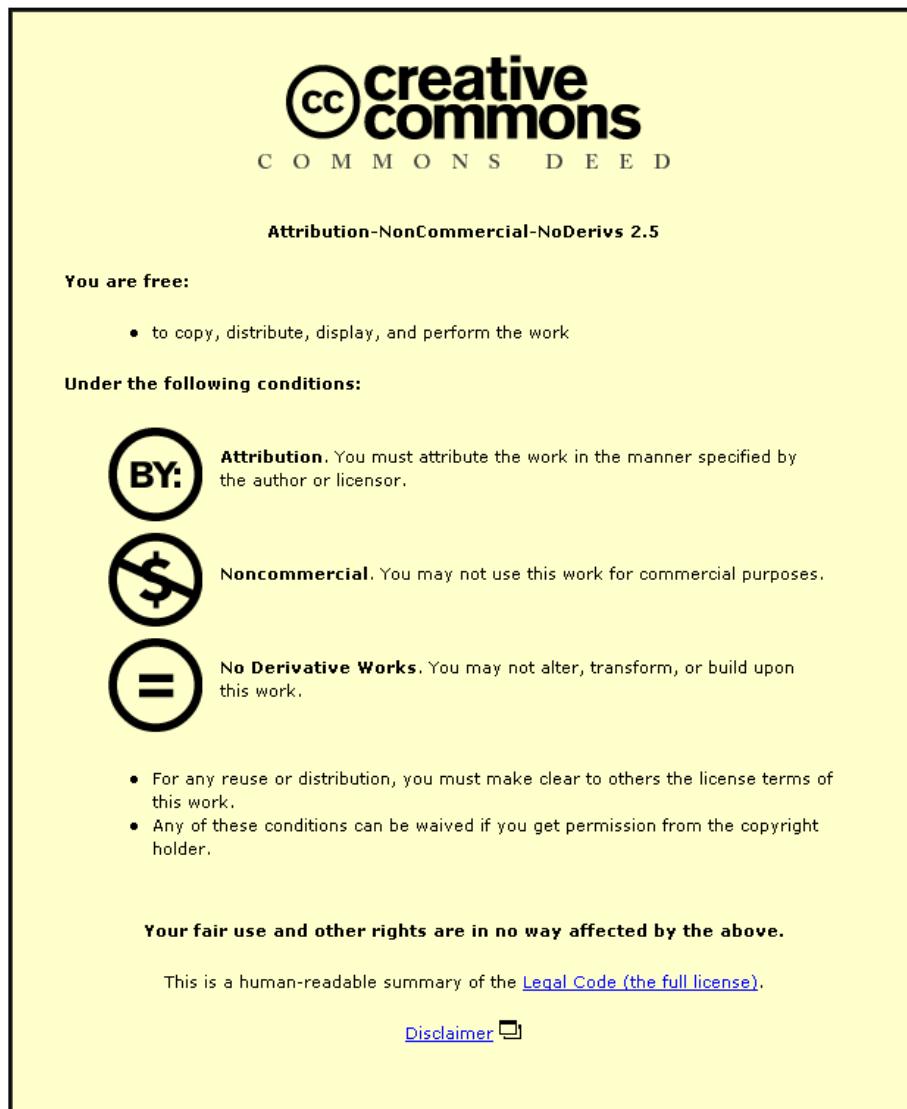 cc creative
commons
COMMONS DEED
Attribution-NonCommercial-NoDerivs 2.5
You are free:
• to copy, distribute, display, and perform the work
Under the following conditions:
BY:
Attribution. You must attribute the work in the manner specified by
the author or licensor.
$
Noncommercial. You may not use this work for commercial purposes.
=
No Derivative Works. You may not alter, transform, or build upon
this work.
• For any reuse or distribution, you must make clear to others the license terms of
this work.
• Any of these conditions can be waived if you get permission from the copyright
holder.
Your fair use and other rights are in no way affected by the above.
This is a human-readable summary of the Legal Code (the full license).
Disclaimer